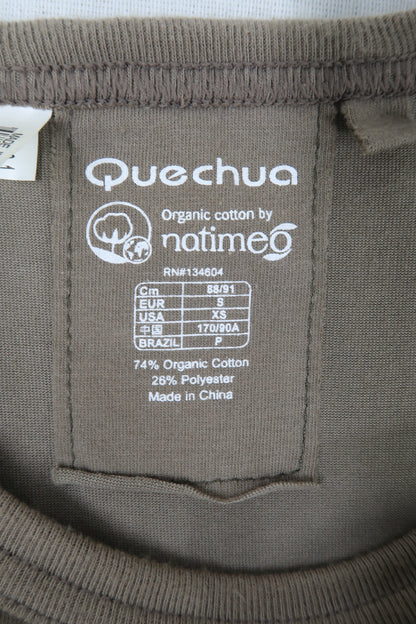 Quechua
Organic cotton by
natimeo
RN#134604
Cm 88/91
EUR S
USA XS
中国 170/90A
BRAZIL P
74% Organic Cotton
26% Polyester
Made in China